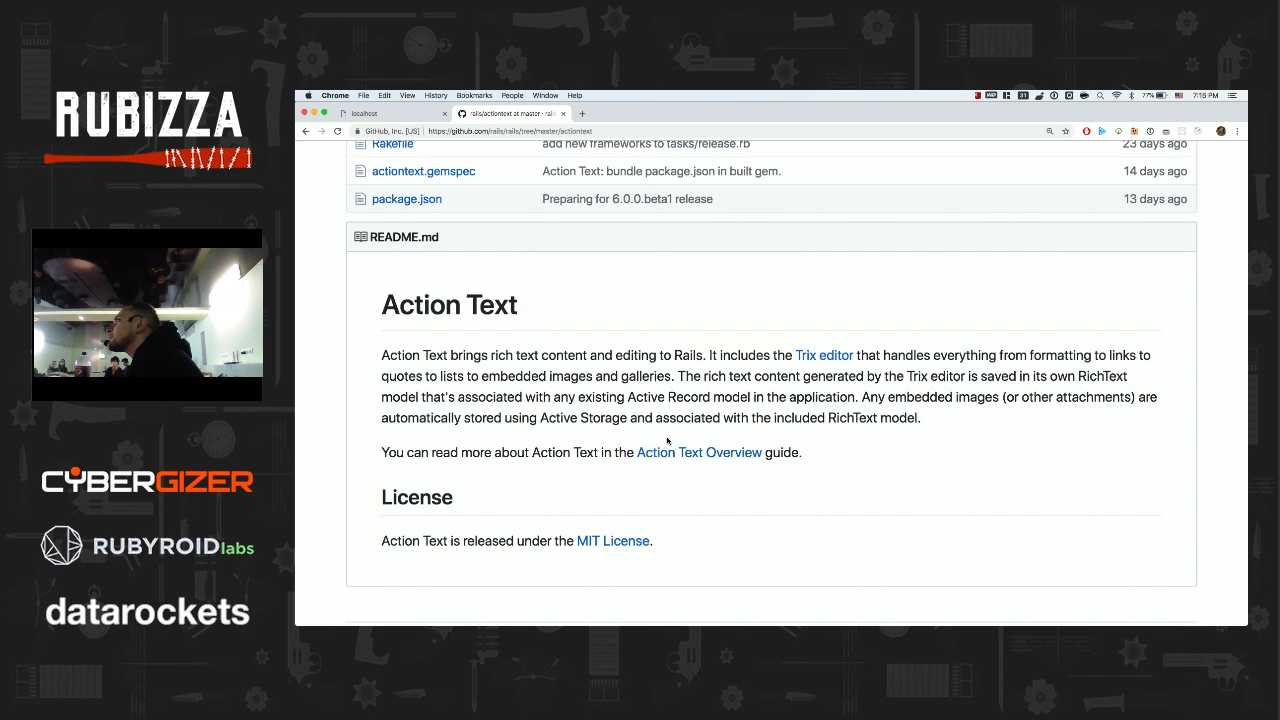 RUBIZZA
CYBERGIZER
RUBYROIDlabs
datarockets
Chrome File Edit View History Bookmarks People Window Help
31 77% 7:15 PM
localhost
rails/actiontext at master · rails
GitHub, Inc. [US] https://github.com/rails/rails/tree/master/actiontext
Rakefile add new frameworks to tasks/release.rb 23 days ago
actiontext.gemspec Action Text: bundle package.json in built gem. 14 days ago
package.json Preparing for 6.0.0.beta1 release 13 days ago
README.md
Action Text
Action Text brings rich text content and editing to Rails. It includes the Trix editor that handles everything from formatting to links to
quotes to lists to embedded images and galleries. The rich text content generated by the Trix editor is saved in its own RichText
model that's associated with any existing Active Record model in the application. Any embedded images (or other attachments) are
automatically stored using Active Storage and associated with the included RichText model.
You can read more about Action Text in the Action Text Overview guide.
License
Action Text is released under the MIT License.